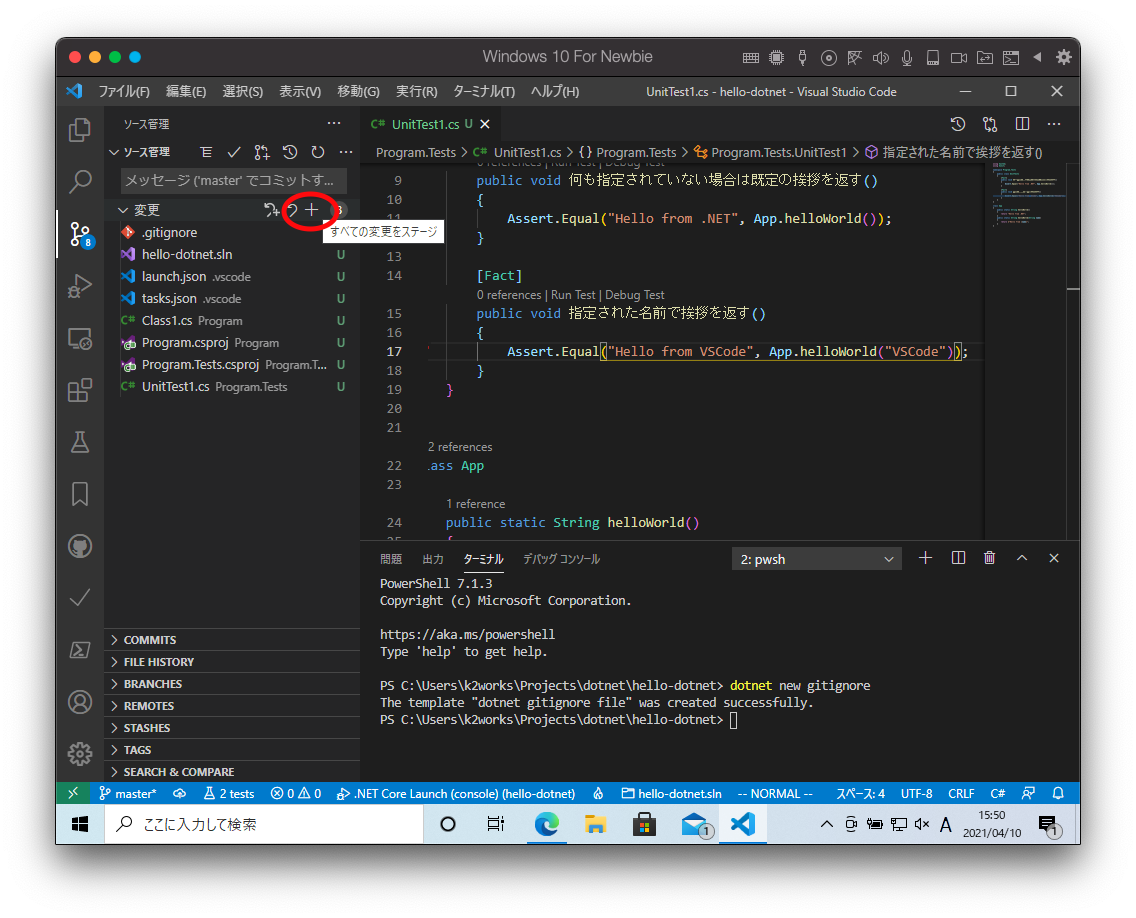 Windows 10 For Newbie
ファイル(F) 編集(E) 選択(S) 表示(V) 移動(G) 実行(R) ターミナル(T) ヘルプ(H) UnitTest1.cs - hello-dotnet - Visual Studio Code
ソース管理
ソース管理
メッセージ ('master' でコミットす...
変更
すべての変更をステージ
.gitignore
hello-dotnet.sln U
launch.json .vscode U
tasks.json .vscode U
Class1.cs Program U
Program.csproj Program U
Program.Tests.csproj Program.T... U
UnitTest1.cs Program.Tests U
8
COMMITS
FILE HISTORY
BRANCHES
REMOTES
STASHES
TAGS
SEARCH & COMPARE
C# UnitTest1.cs U
Program.Tests > C# UnitTest1.cs > {} Program.Tests > Program.Tests.UnitTest1 > 指定された名前で挨拶を返す()
0 references | Run Test | Debug Test
9 public void 何も指定されていない場合は既定の挨拶を返す()
10 {
11 Assert.Equal("Hello from .NET", App.helloWorld());
}
13
14 [Fact]
0 references | Run Test | Debug Test
15 public void 指定された名前で挨拶を返す()
16 {
17 Assert.Equal("Hello from VSCode", App.helloWorld("VSCode"));
18 }
19 }
20
21
2 references
22 ass App
23
1 reference
24 public static String helloWorld()
25 {
問題 出力 ターミナル デバッグ コンソール 2: pwsh
PowerShell 7.1.3
Copyright (c) Microsoft Corporation.
https://aka.ms/powershell
Type 'help' to get help.
PS C:\Users\k2works\Projects\dotnet\hello-dotnet> dotnet new gitignore
The template "dotnet gitignore file" was created successfully.
PS C:\Users\k2works\Projects\dotnet\hello-dotnet>
master* 2 tests 0 0 .NET Core Launch (console) (hello-dotnet) hello-dotnet.sln -- NORMAL -- スペース: 4 UTF-8 CRLF C#
ここに入力して検索 1 A 15:50 1
2021/04/10